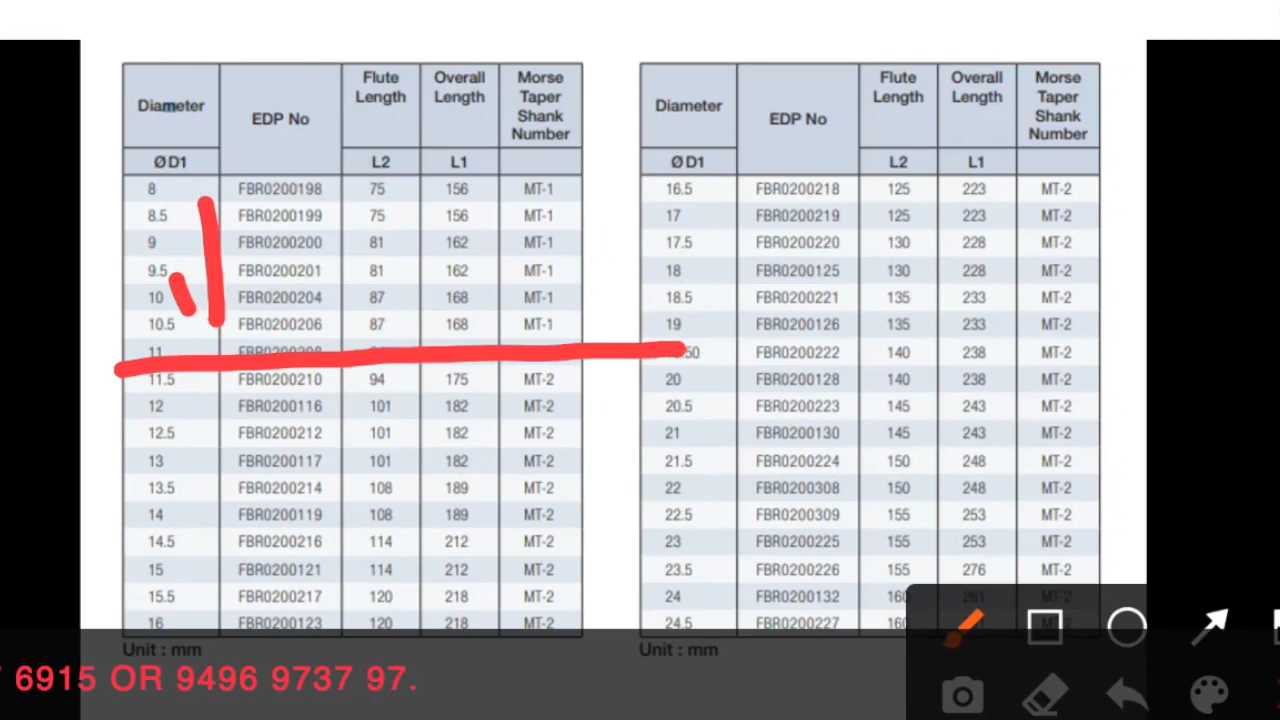 Diameter EDP No Flute Length Overall Length Morse Taper Shank Number
Ø D1 L2 L1
8 FBR0200198 75 156 MT-1
8.5 FBR0200199 75 156 MT-1
9 FBR0200200 81 162 MT-1
9.5 FBR0200201 81 162 MT-1
10 FBR0200204 87 168 MT-1
10.5 FBR0200206 87 168 MT-1
11
11.5 FBR0200210 94 175 MT-2
12 FBR0200116 101 182 MT-2
12.5 FBR0200212 101 182 MT-2
13 FBR0200117 101 182 MT-2
13.5 FBR0200214 108 189 MT-2
14 FBR0200119 108 189 MT-2
14.5 FBR0200216 114 212 MT-2
15 FBR0200121 114 212 MT-2
15.5 FBR0200217 120 218 MT-2
16 FBR0200123 120 218 MT-2
Unit : mm
Diameter EDP No Flute Length Overall Length Morse Taper Shank Number
Ø D1 L2 L1
16.5 FBR0200218 125 223 MT-2
17 FBR0200219 125 223 MT-2
17.5 FBR0200220 130 228 MT-2
18 FBR0200125 130 228 MT-2
18.5 FBR0200221 135 233 MT-2
19 FBR0200126 135 233 MT-2
50 FBR0200222 140 238 MT-2
20 FBR0200128 140 238 MT-2
20.5 FBR0200223 145 243 MT-2
21 FBR0200130 145 243 MT-2
21.5 FBR0200224 150 248 MT-2
22 FBR0200308 150 248 MT-2
22.5 FBR0200309 155 253 MT-2
23 FBR0200225 155 253 MT-2
23.5 FBR0200226 155 276 MT-2
24 FBR0200132 160 281 MT-2
24.5 FBR0200227 160
Unit : mm
6915 OR 9496 9737 97.